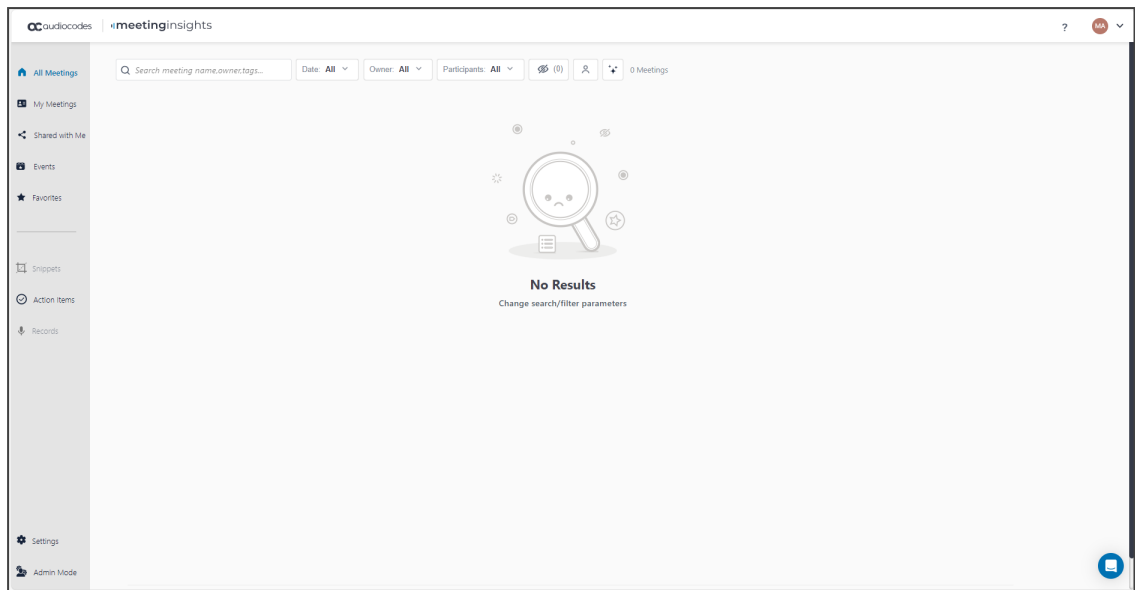 audiocodes meetinginsights ? MA
All Meetings
My Meetings
Shared with Me
Events
Favorites
Snippets
Action Items
Records
Settings
Admin Mode
Search meeting name,owner,tags...
Date: All
Owner: All
Participants: All
(0)
0 Meetings
No Results
Change search/filter parameters